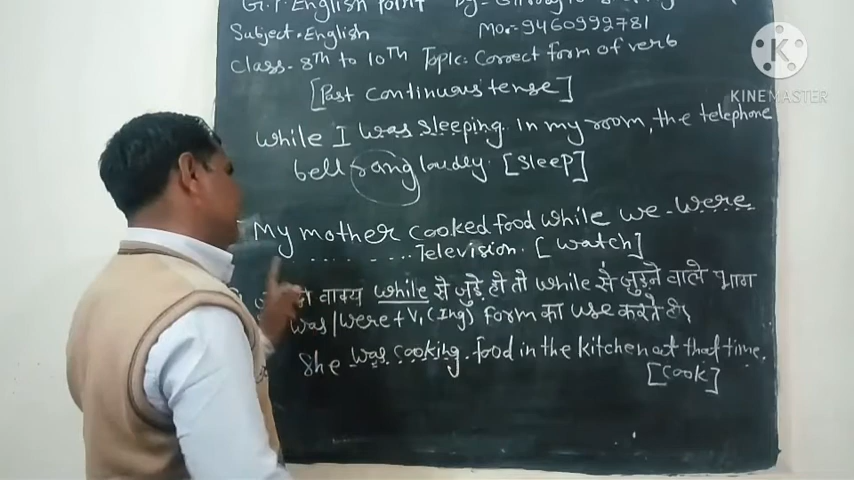 G.T. English Point By-
Subject. English Mo.-9460992781
Class- 8th to 10th Topic: Correct form of verb
[Past continuous tense]
while I was sleeping. in my room, the telephone
bell rang loudly. [sleep]
My mother cooked food while we - were
........ Television. [watch]
वाक्य while से जुड़े हो तो while से जुड़ने वाले भाग
was/were + V₁ (Ing) form का use करते है।
She was cooking. food in the kitchen at that time.
[cook]
KINEMASTER